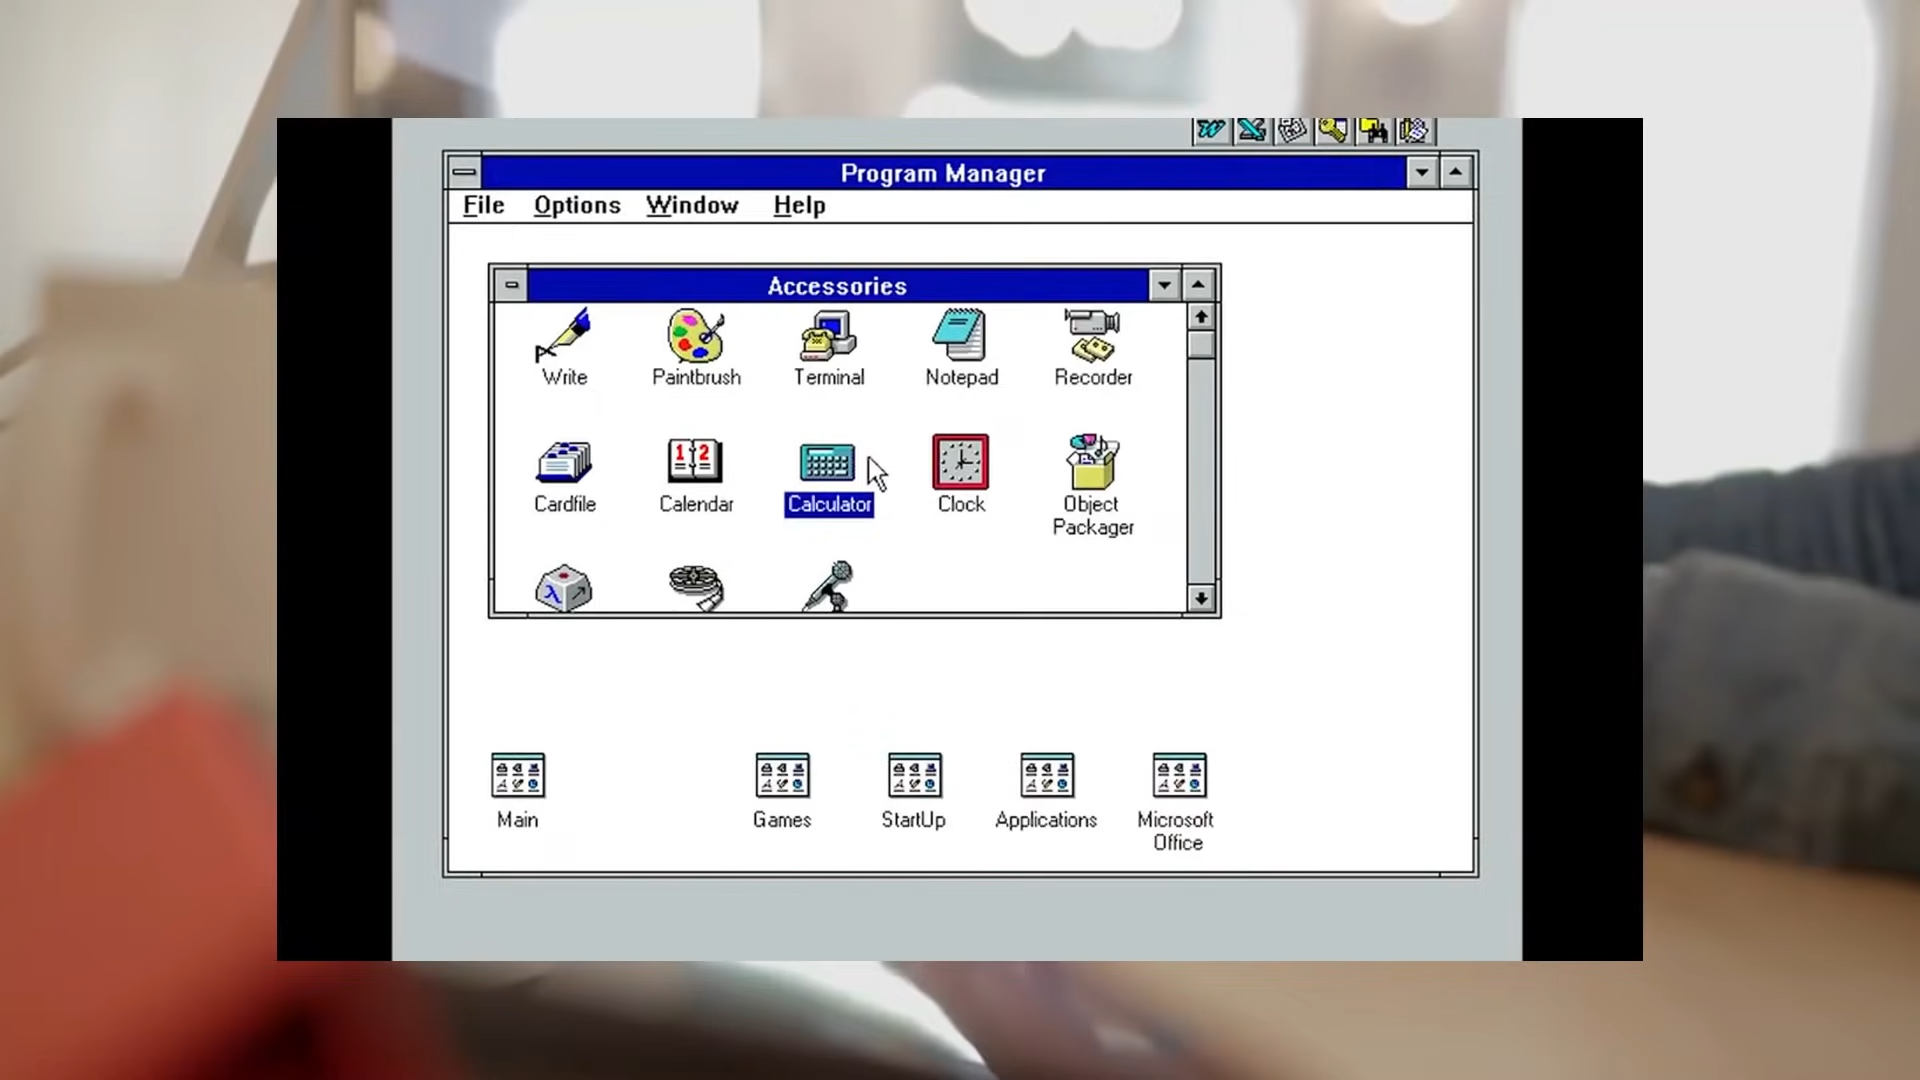 Program Manager
File Options Window Help
Accessories
Write Paintbrush Terminal Notepad Recorder
Cardfile Calendar Calculator Clock Object
Packager
Main Games StartUp Applications Microsoft
Office